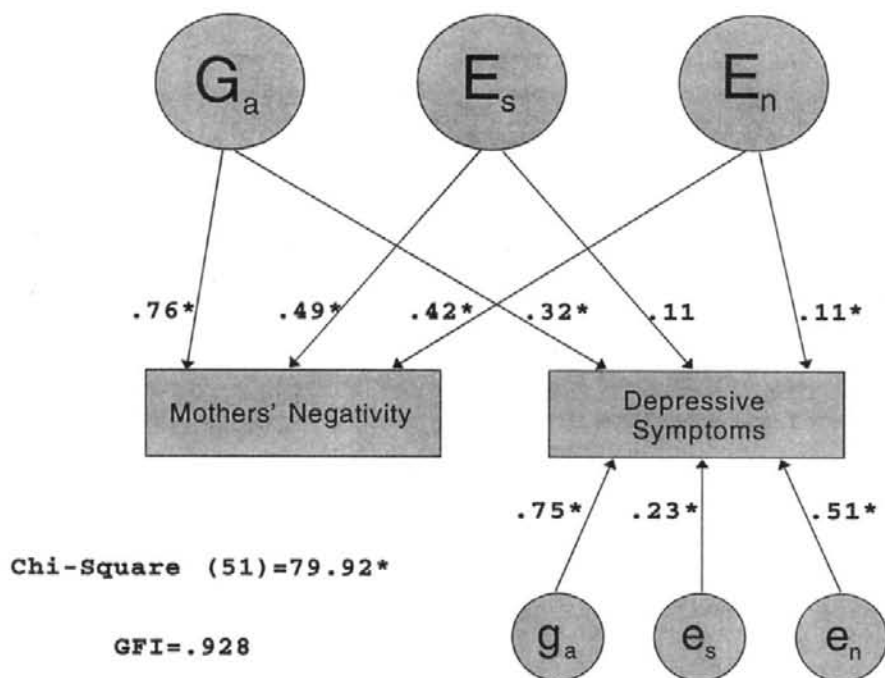 Ga Es En
.76* .49* .42* .32* .11 .11*
Mothers' Negativity
Depressive
Symptoms
.75* .23* .51*
Chi-Square (51)=79.92*
ga es en
GFI=.928